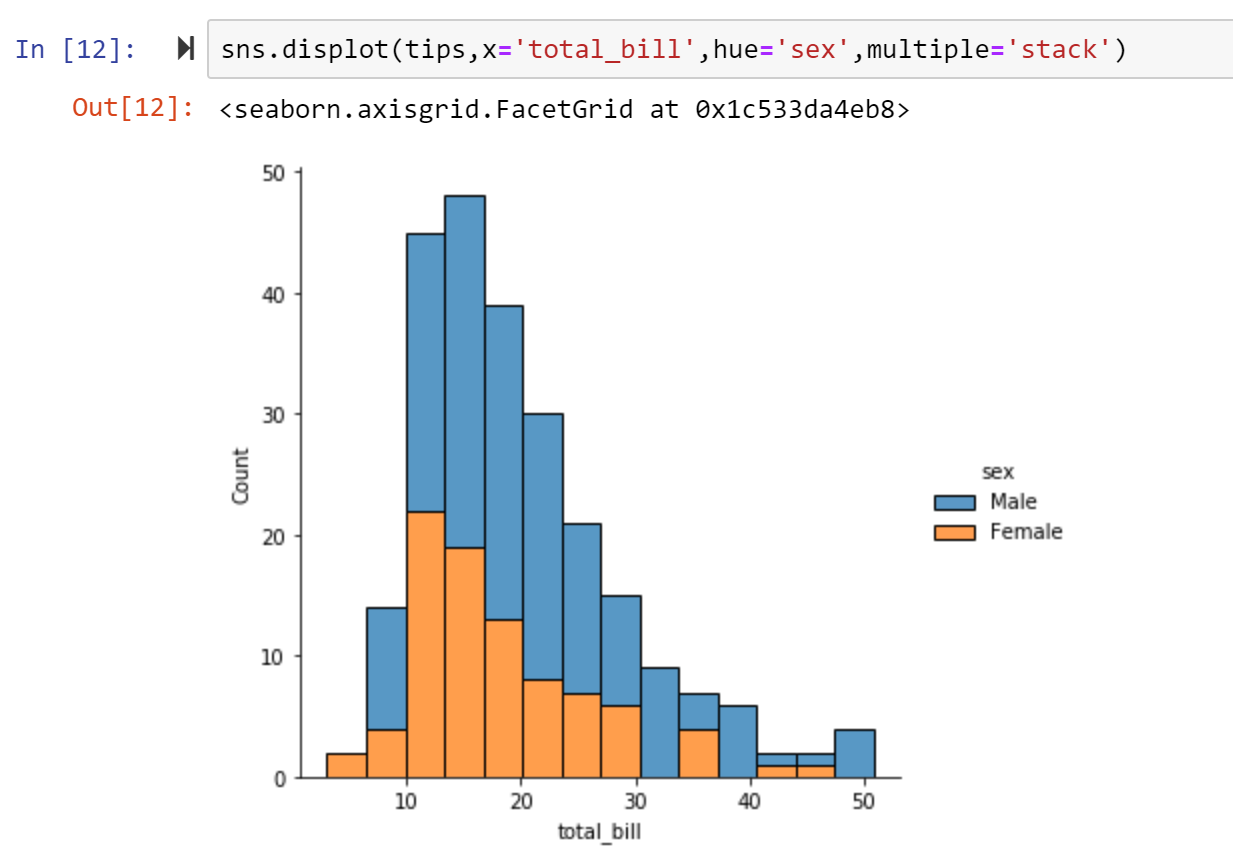 In [12]: sns.displot(tips,x='total_bill',hue='sex',multiple='stack')
Out[12]: <seaborn.axisgrid.FacetGrid at 0x1c533da4eb8>
50
40
30
20
10
0
Count
10 20 30 40 50
total_bill
sex
Male
Female